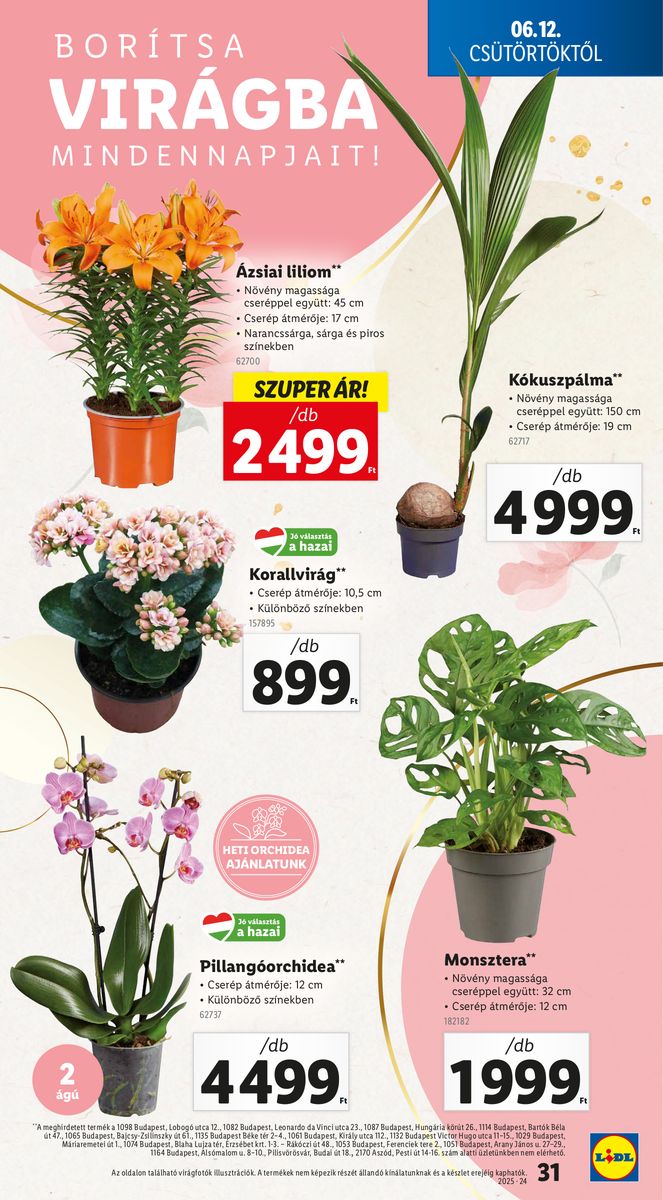 06.12.
CSÜTÖRTÖKTŐL
BORÍTSA
VIRÁGBA
MINDENNAPJAIT!
Ázsiai liliom**
• Növény magassága
cseréppel együtt: 45 cm
• Cserép átmérője: 17 cm
• Narancssárga, sárga és piros
színekben
62700
SZUPER ÁR!
/db
2 499 Ft
Kókuszpálma**
• Növény magassága
cseréppel együtt: 150 cm
• Cserép átmérője: 19 cm
62717
/db
4 999 Ft
Jó választás
a hazai
Korallvirág**
• Cserép átmérője: 10,5 cm
• Különböző színekben
157895
/db
899 Ft
HETI ORCHIDEA
AJÁNLATUNK
Jó választás
a hazai
Pillangóorchidea**
• Cserép átmérője: 12 cm
• Különböző színekben
62737
/db
4 499 Ft
2
ágú
Monsztera**
• Növény magassága
cseréppel együtt: 32 cm
• Cserép átmérője: 12 cm
182182
/db
1 999 Ft
**A meghirdetett termék a 1098 Budapest, Lobogó utca 12., 1082 Budapest, Leonardo da Vinci utca 23., 1087 Budapest, Hungária körút 26., 1114 Budapest, Bartók Béla
út 47., 1065 Budapest, Bajcsy-Zsilinszky út 61., 1135 Budapest Béke tér 2–4., 1061 Budapest, Király utca 112., 1132 Budapest Victor Hugo utca 11–15., 1029 Budapest,
Máriaremetei út 1., 1074 Budapest, Blaha Lujza tér, Erzsébet krt. 1-3. – Rákóczi út 48., 1053 Budapest, Ferenciek tere 2., 1051 Budapest, Arany János u. 27–29.,
1164 Budapest, Alsómalom u. 8–10., Pilisvörösvár, Budai út 18., 2170 Aszód, Pesti út 14-16. szám alatti üzletünkben nem elérhető.
Az oldalon található virágfotók illusztrációk. A termékek nem képezik részét állandó kínálatunknak és a készlet erejéig kaphatók.
31
2025 - 24
LIDL